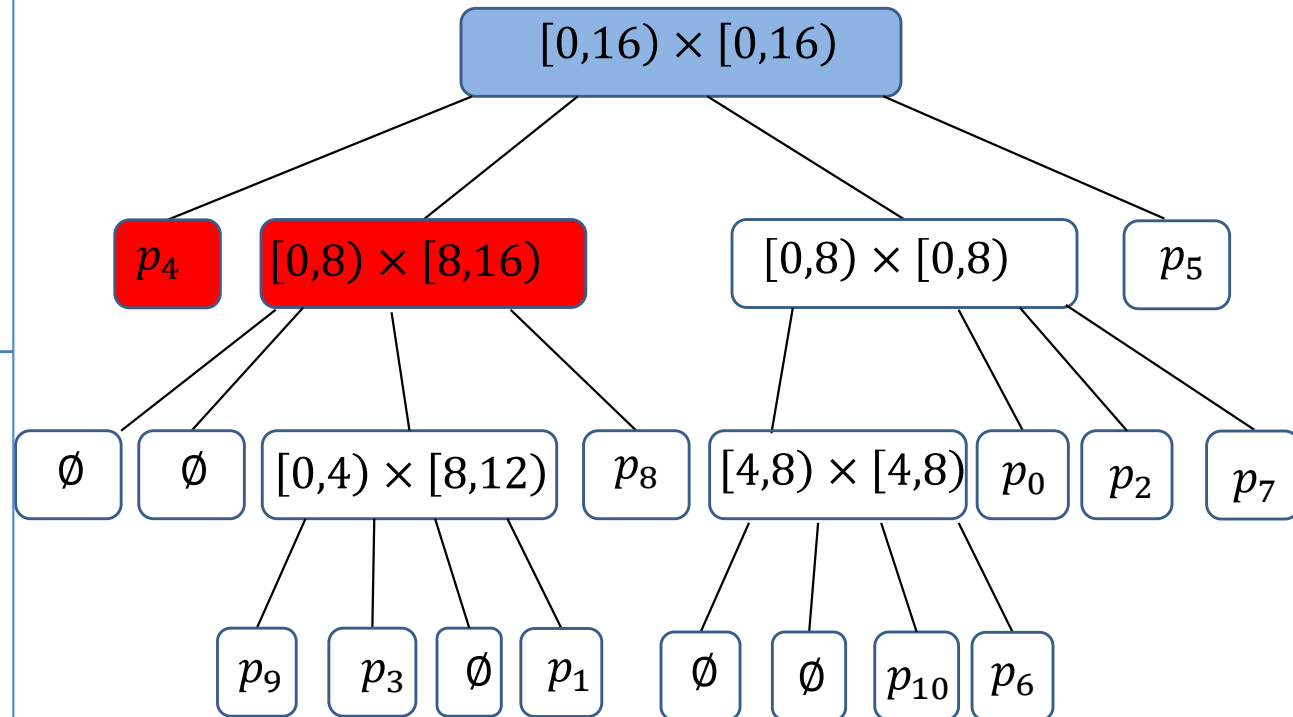 [0,16) × [0,16)
p₄ [0,8) × [8,16) [0,8) × [0,8) p₅
∅ ∅ [0,4) × [8,12) p₈ [4,8) × [4,8) p₀ p₂ p₇
p₉ p₃ ∅ p₁ ∅ ∅ p₁₀ p₆